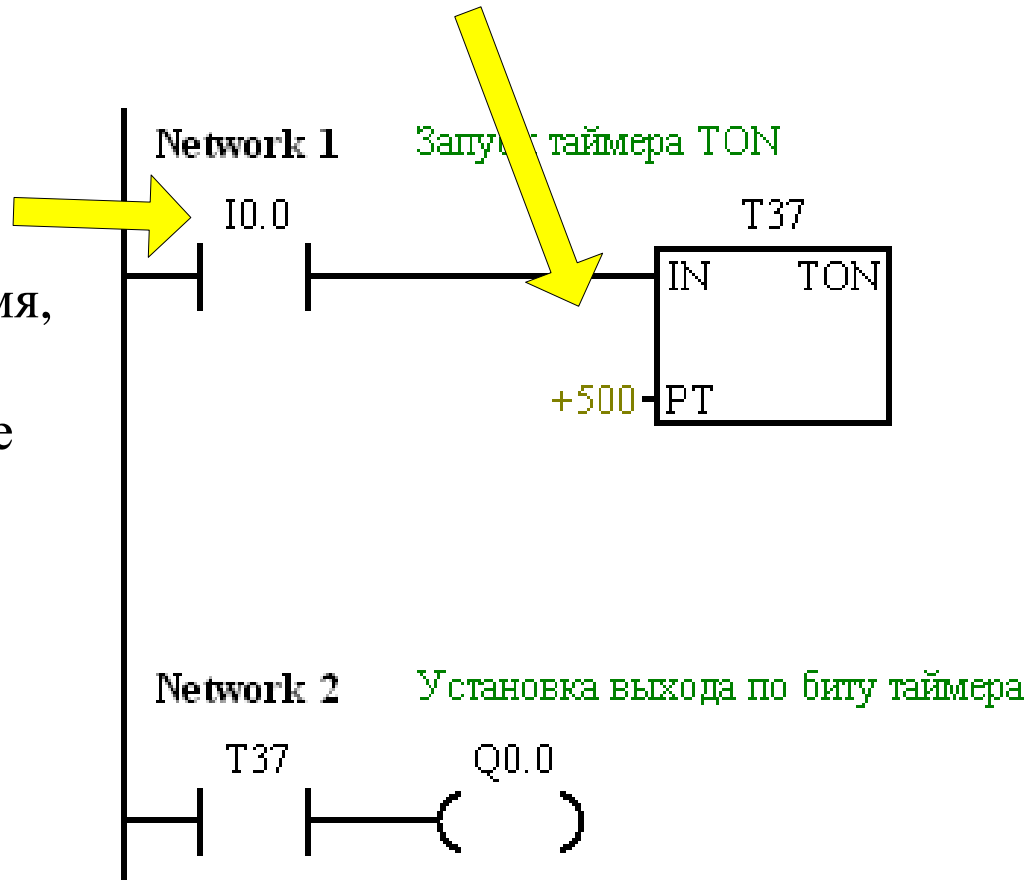 Network 1 таймера TON
I0.0 T37
IN TON
+500 PT
Network 2 Установка выхода по биту таймера
T37 Q0.0